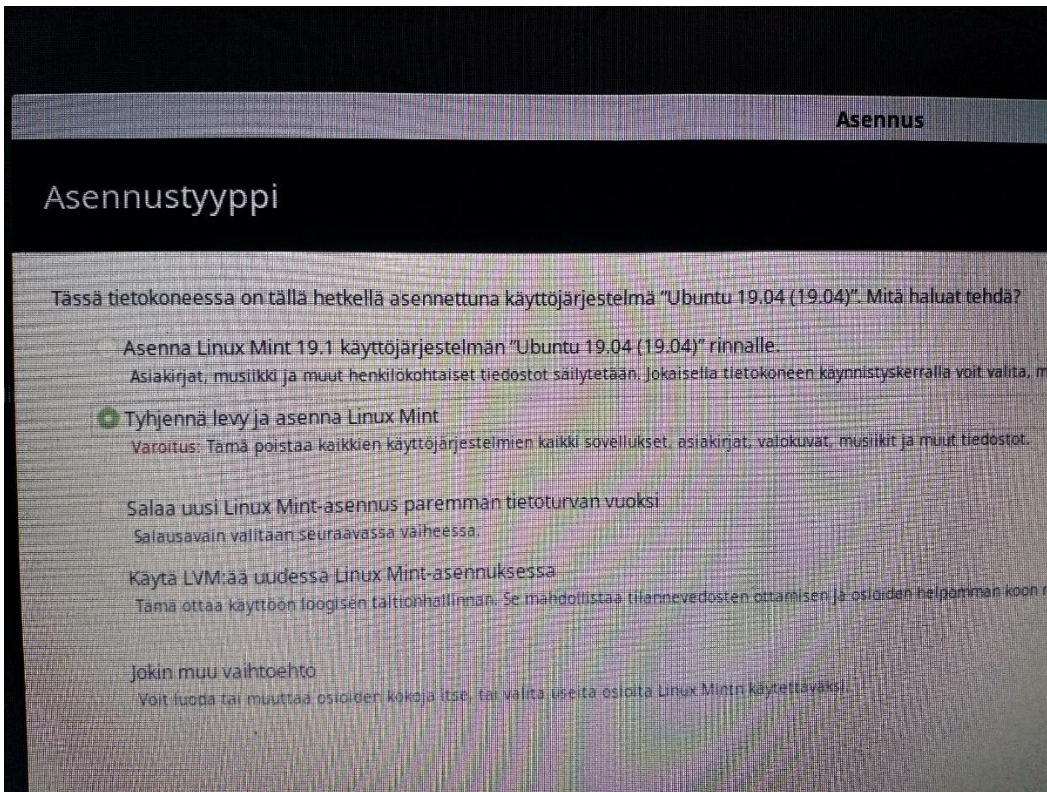 Asennus
Asennustyyppi
Tässä tietokoneessa on tällä hetkellä asennettuna käyttöjärjestelmä "Ubuntu 19.04 (19.04)". Mitä haluat tehdä?
Asenna Linux Mint 19.1 käyttöjärjestelmän "Ubuntu 19.04 (19.04)" rinnalle.
Asiakirjat, musiikki ja muut henkilökohtaiset tiedostot säilytetään. Jokaisella tietokoneen käynnistyskerralla voit valita, m
Tyhjennä levy ja asenna Linux Mint
Varoitus: Tämä poistaa kaikkien käyttöjärjestelmien kaikki sovellukset, asiakirjat, valokuvat, musiikit ja muut tiedostot.
Salaa uusi Linux Mint-asennus paremman tietoturvan vuoksi
Salausavain valitaan seuraavassa vaiheessa.
Käytä LVM:ää uudessa Linux Mint-asennuksessa
Tämä ottaa käyttöön loogisen taltionhallinnan. Se mahdollistaa tilannevedosten ottamisen ja osioiden helpomman koon m
Jokin muu vaihtoehto
Voit luoda tai muuttaa osioiden kokoja itse, tai valita useita osioita Linux Mintn käytettäväksi.